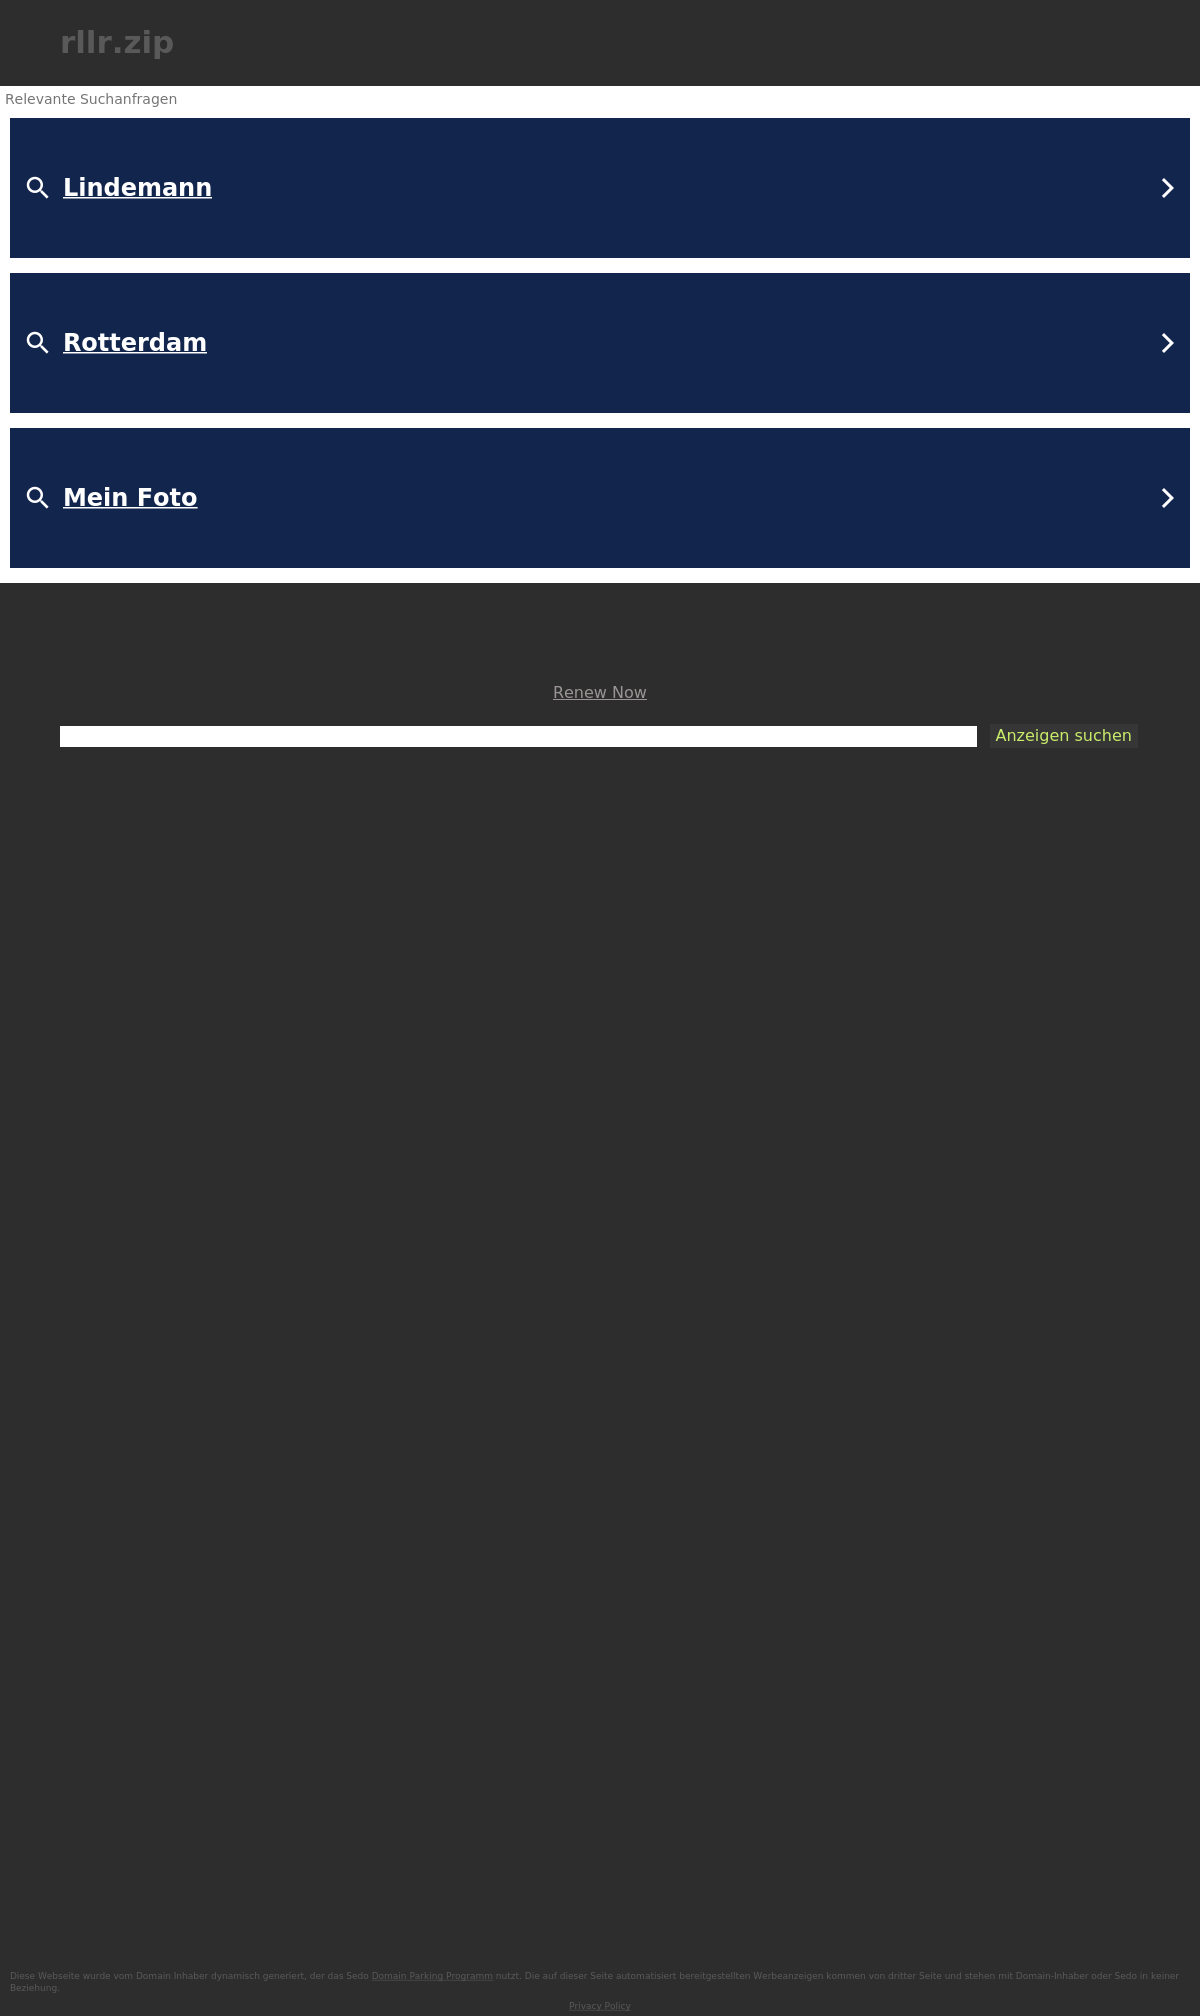 rllr.zip
Relevante Suchanfragen
Lindemann
Rotterdam
Mein Foto
Renew Now
Anzeigen suchen
Diese Webseite wurde vom Domain Inhaber dynamisch generiert, der das Sedo Domain Parking Programm nutzt. Die auf dieser Seite automatisiert bereitgestellten Werbeanzeigen kommen von dritter Seite und stehen mit Domain-Inhaber oder Sedo in keiner
Beziehung.
Privacy Policy